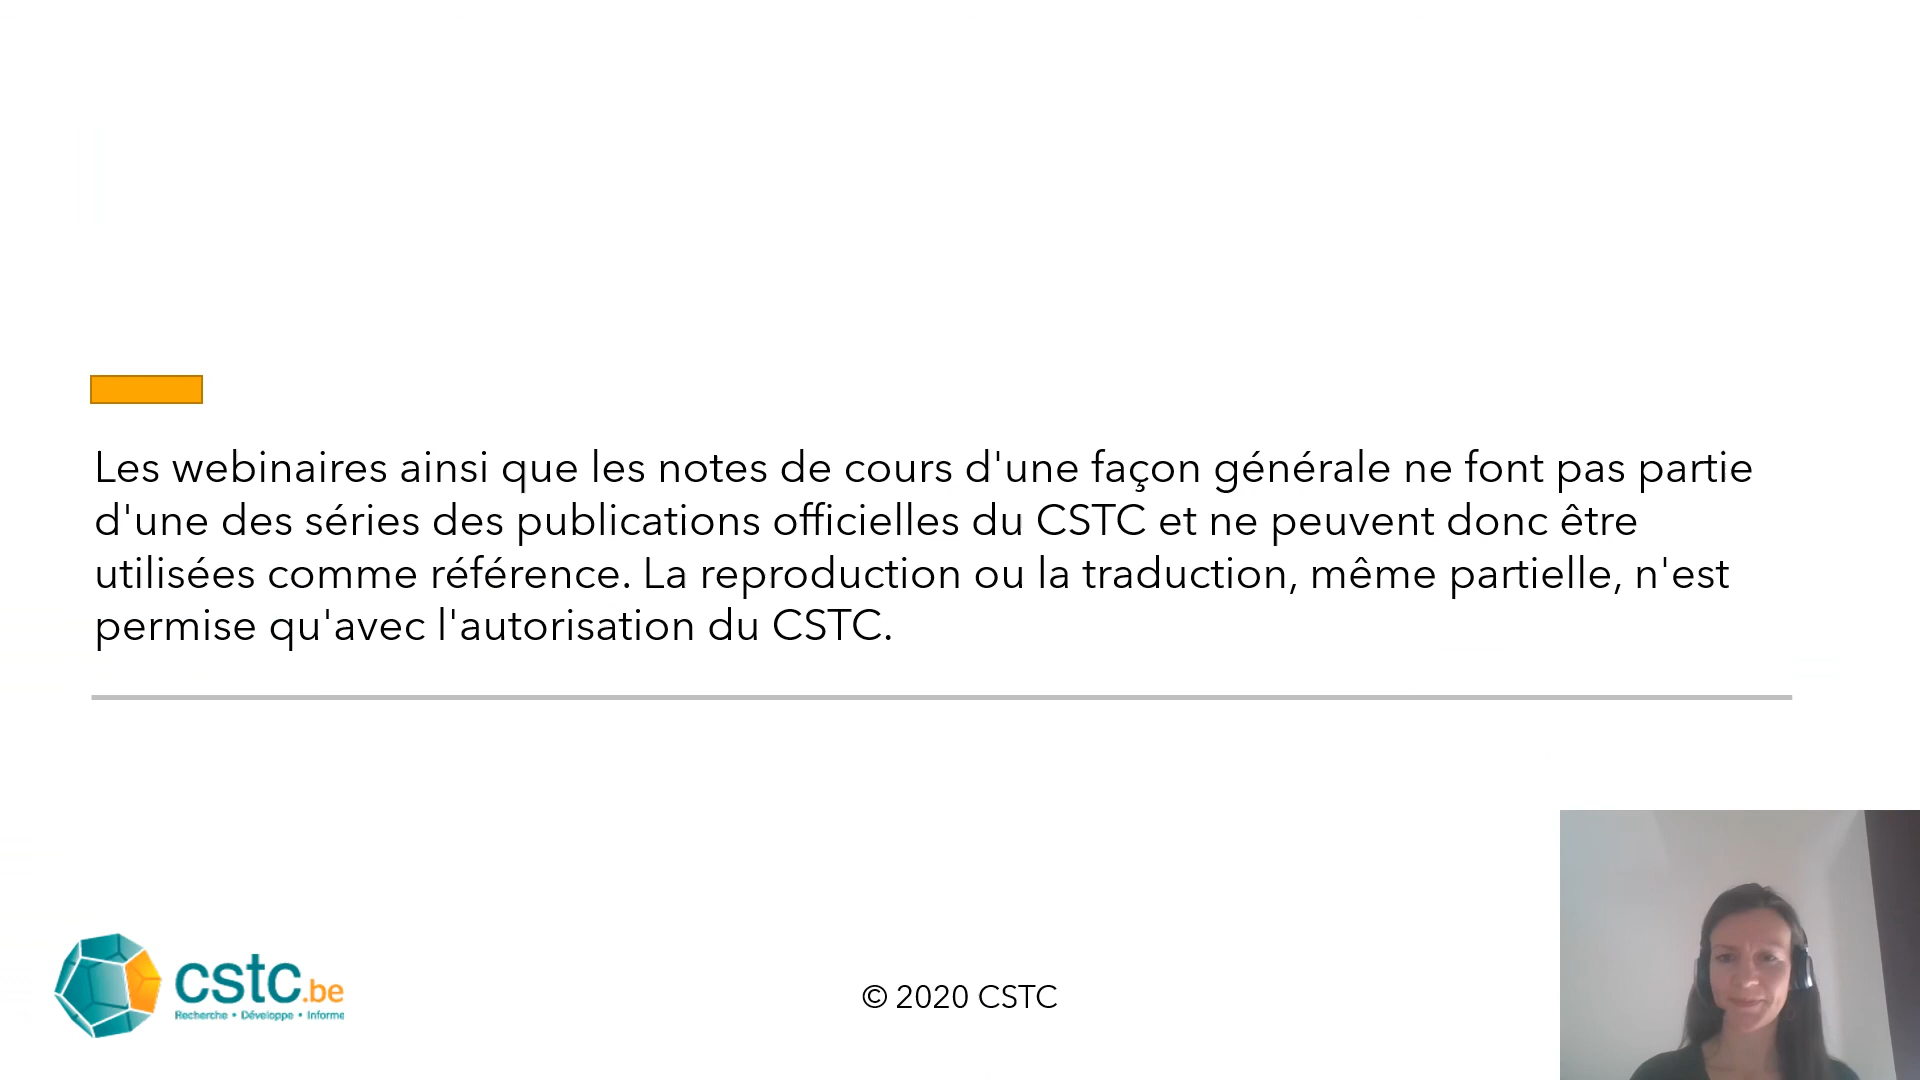 Les webinaires ainsi que les notes de cours d'une façon générale ne font pas partie
d'une des séries des publications officielles du CSTC et ne peuvent donc être
utilisées comme référence. La reproduction ou la traduction, même partielle, n'est
permise qu'avec l'autorisation du CSTC.
cstc.be
Recherche • Développe • Informe
© 2020 CSTC